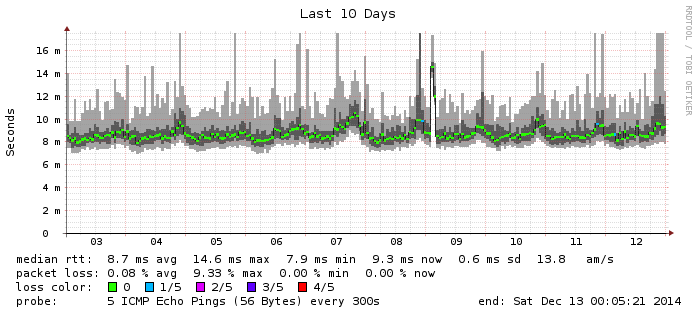 Last 10 Days
RRDTOOL / TOBI OETIKER
Seconds
16 m
14 m
12 m
10 m
8 m
6 m
4 m
2 m
0
03 04 05 06 07 08 09 10 11 12
median rtt: 8.7 ms avg 14.6 ms max 7.9 ms min 9.3 ms now 0.6 ms sd 13.8 am/s
packet loss: 0.08 % avg 9.33 % max 0.00 % min 0.00 % now
loss color: 0 1/5 2/5 3/5 4/5
probe: 5 ICMP Echo Pings (56 Bytes) every 300s end: Sat Dec 13 00:05:21 2014